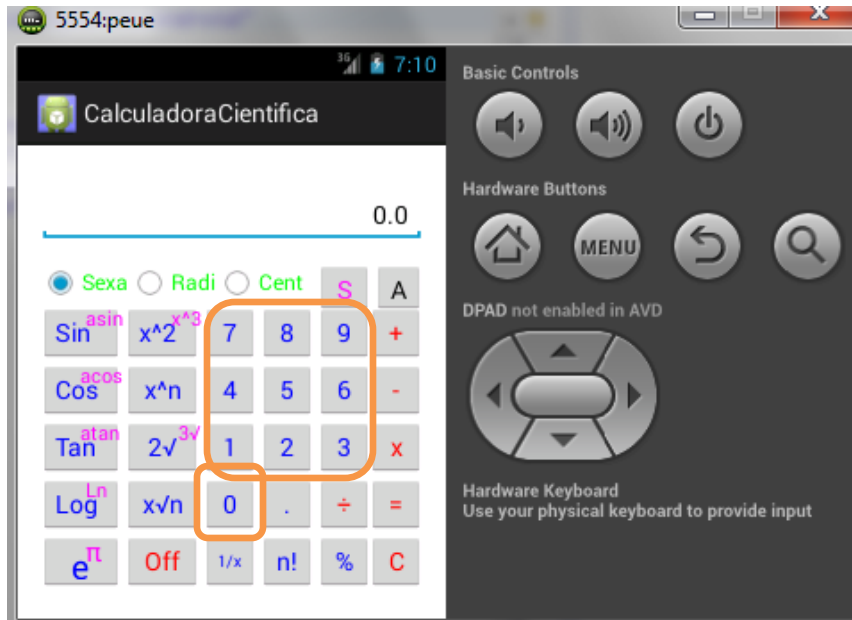 5554:peue
3G 7:10
CalculadoraCientifica
0.0
Sexa Radi Cent S A
Sin asin x^2 x^3 7 8 9 +
Cos acos x^n 4 5 6 -
Tan atan 2√ 3√ 1 2 3 x
Log Ln x√n 0 . ÷ =
e π Off 1/x n! % C
Basic Controls
Hardware Buttons
MENU
DPAD not enabled in AVD
Hardware Keyboard
Use your physical keyboard to provide input